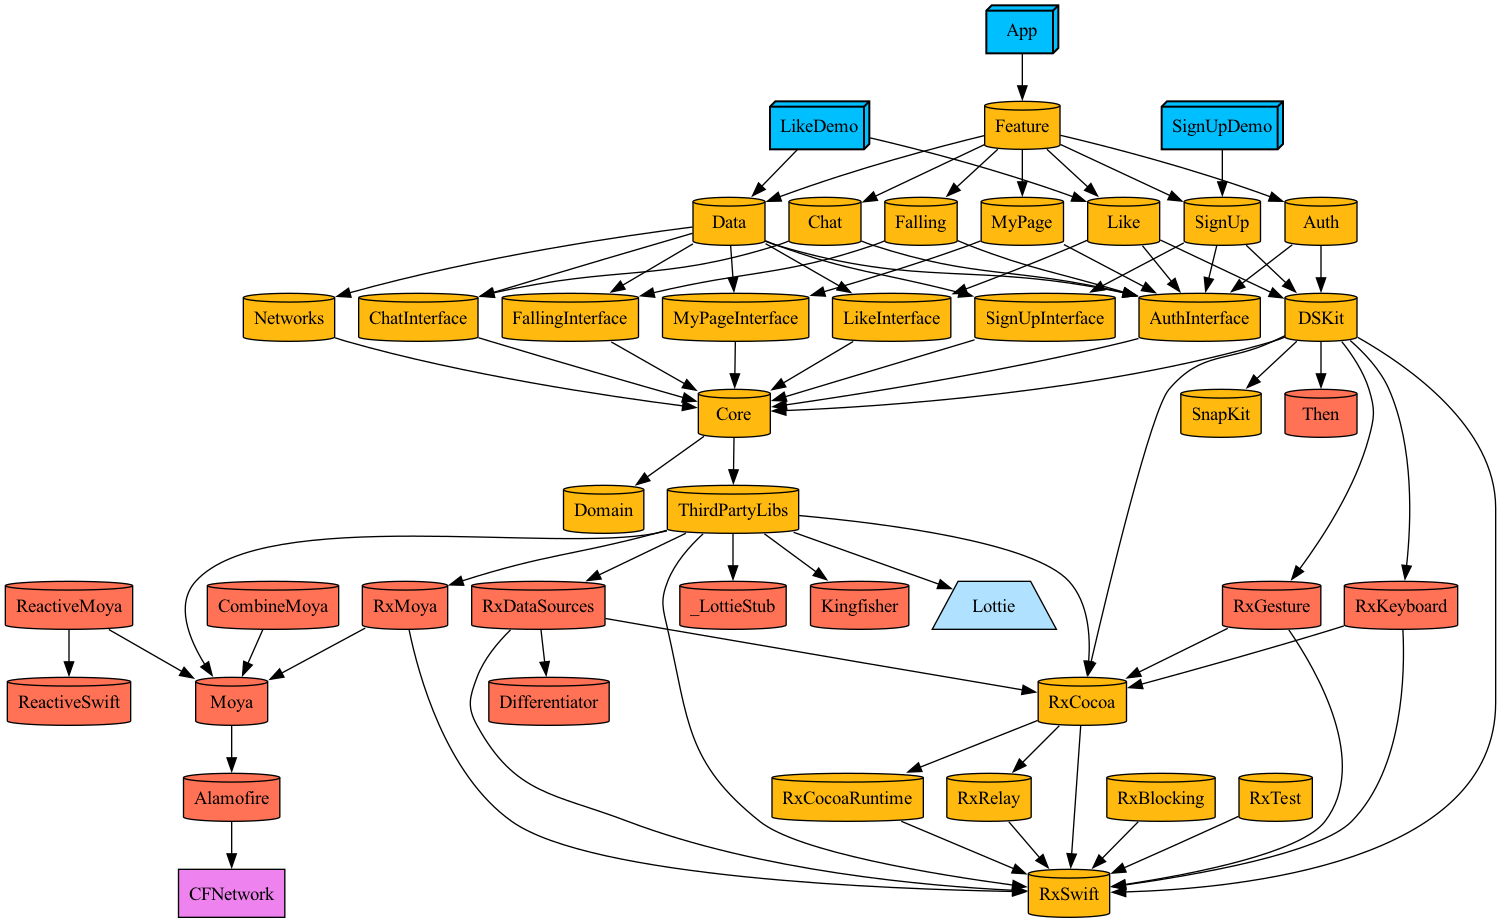 App
LikeDemo
Feature
SignUpDemo
Data
Chat
Falling
MyPage
Like
SignUp
Auth
Networks
ChatInterface
FallingInterface
MyPageInterface
LikeInterface
SignUpInterface
AuthInterface
DSKit
Core
SnapKit
Then
Domain
ThirdPartyLibs
ReactiveMoya
CombineMoya
RxMoya
RxDataSources
_LottieStub
Kingfisher
Lottie
RxGesture
RxKeyboard
ReactiveSwift
Moya
Differentiator
RxCocoa
Alamofire
RxCocoaRuntime
RxRelay
RxBlocking
RxTest
CFNetwork
RxSwift